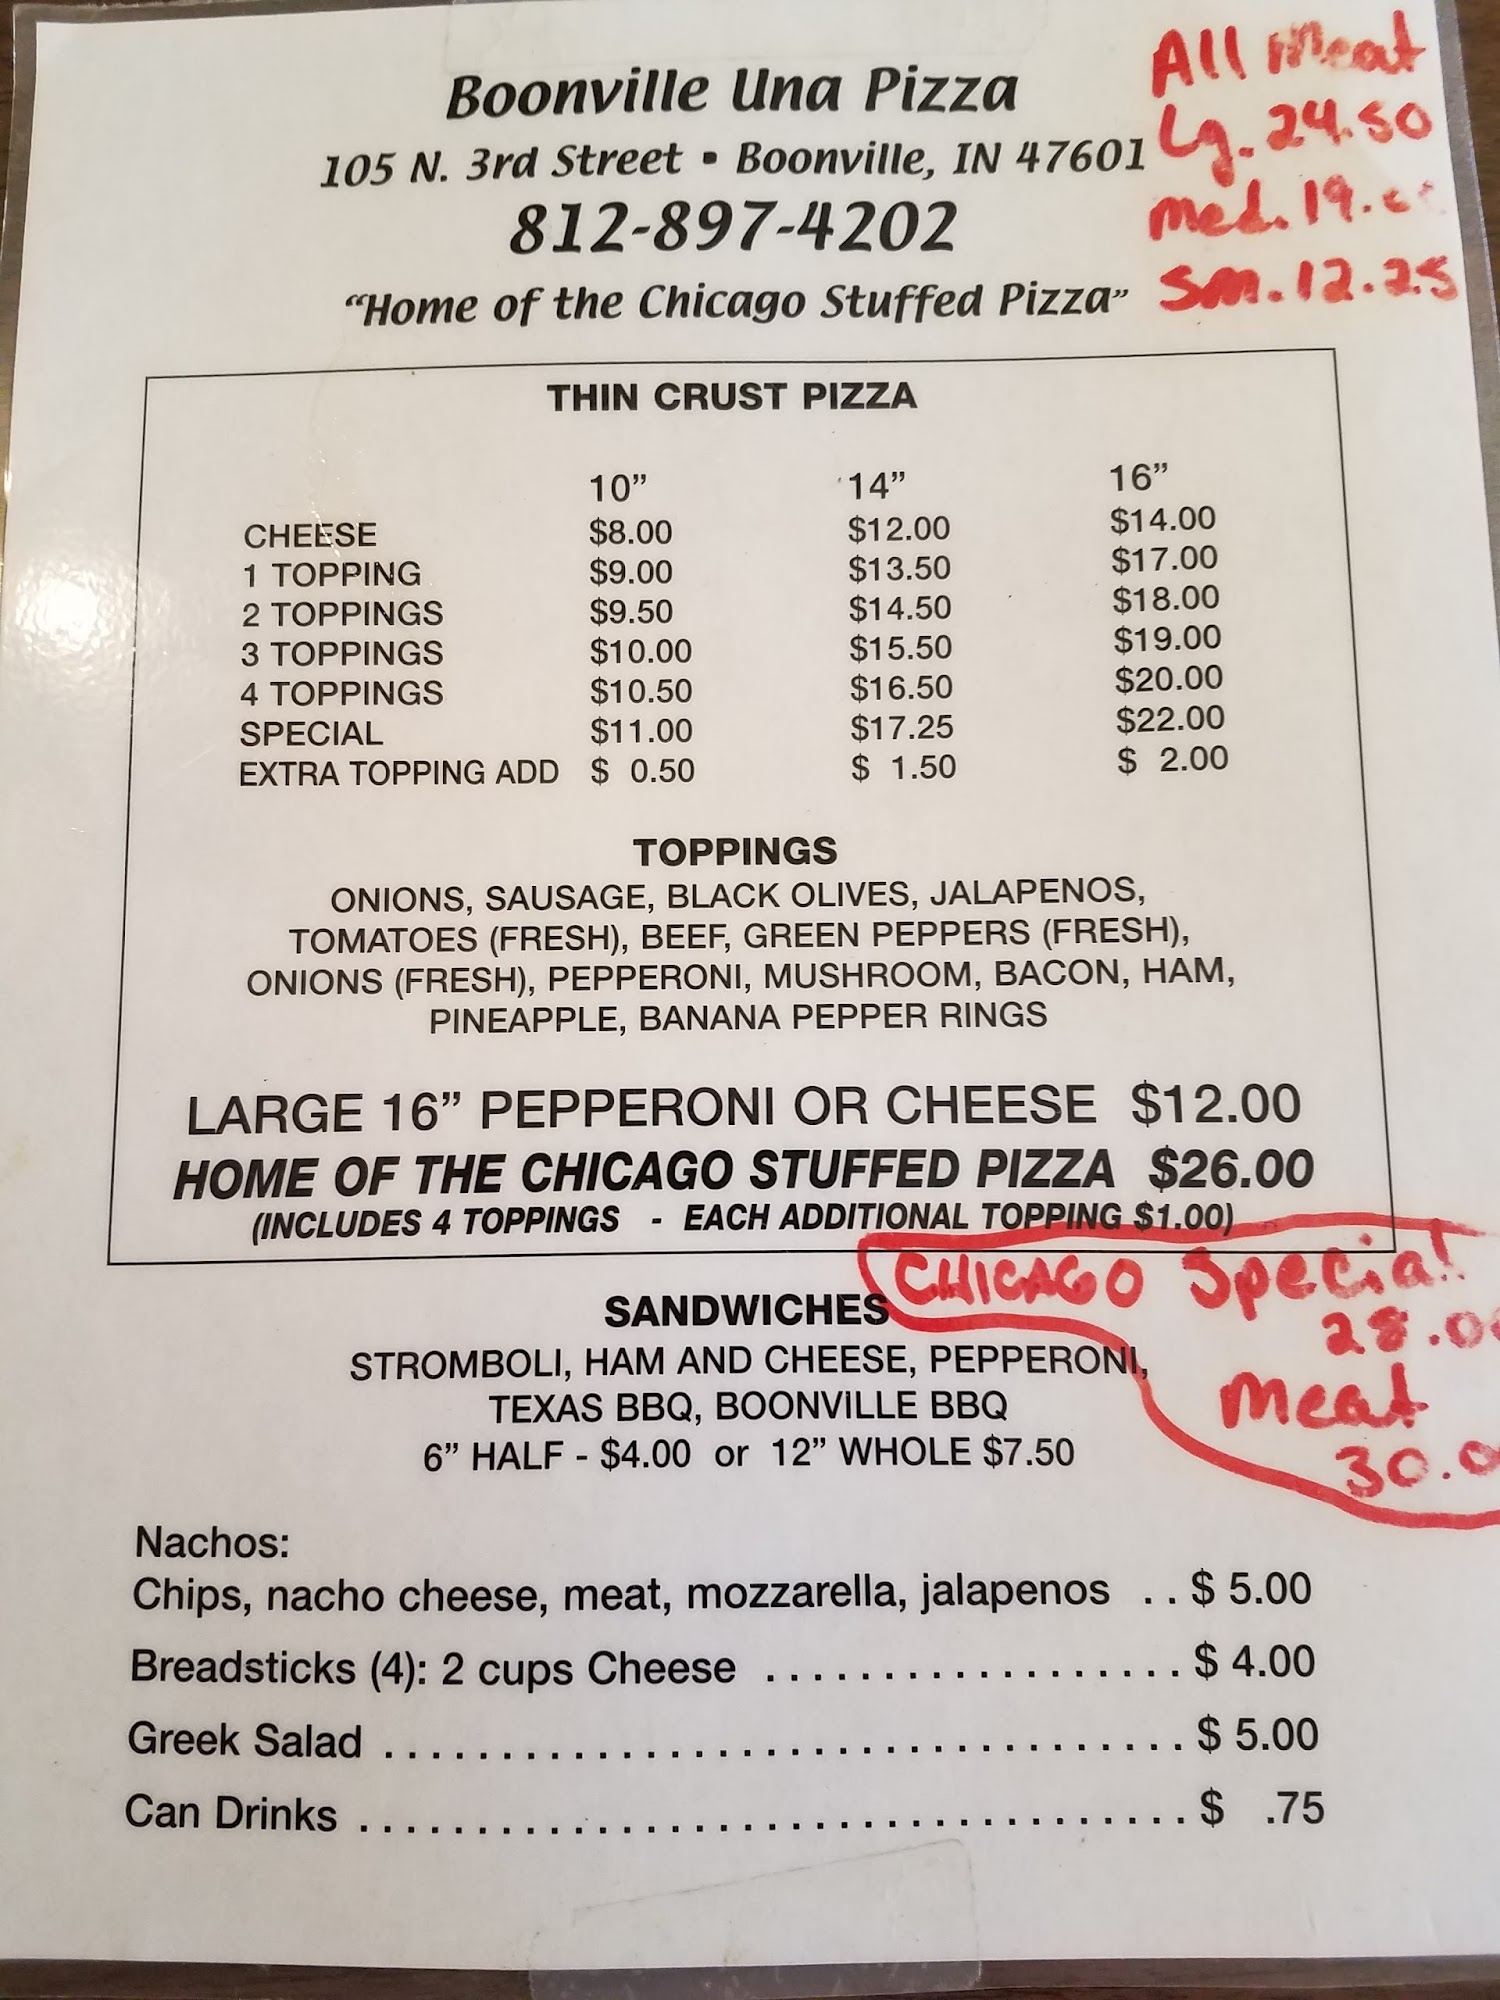 Boonville Una Pizza
105 N. 3rd Street • Boonville, IN 47601
812-897-4202
“Home of the Chicago Stuffed Pizza”
All Meat
Lg. 24.50
Med. 19.
Sm. 12.25
THIN CRUST PIZZA
10” 14” 16”
CHEESE $8.00 $12.00 $14.00
1 TOPPING $9.00 $13.50 $17.00
2 TOPPINGS $9.50 $14.50 $18.00
3 TOPPINGS $10.00 $15.50 $19.00
4 TOPPINGS $10.50 $16.50 $20.00
SPECIAL $11.00 $17.25 $22.00
EXTRA TOPPING ADD $ 0.50 $ 1.50 $ 2.00
TOPPINGS
ONIONS, SAUSAGE, BLACK OLIVES, JALAPENOS,
TOMATOES (FRESH), BEEF, GREEN PEPPERS (FRESH),
ONIONS (FRESH), PEPPERONI, MUSHROOM, BACON, HAM,
PINEAPPLE, BANANA PEPPER RINGS
LARGE 16” PEPPERONI OR CHEESE $12.00
HOME OF THE CHICAGO STUFFED PIZZA $26.00
(INCLUDES 4 TOPPINGS - EACH ADDITIONAL TOPPING $1.00)
CHICAGO Special
28.0
Meat
30.0
SANDWICHES
STROMBOLI, HAM AND CHEESE, PEPPERONI,
TEXAS BBQ, BOONVILLE BBQ
6” HALF - $4.00 or 12” WHOLE $7.50
Nachos:
Chips, nacho cheese, meat, mozzarella, jalapenos . . $ 5.00
Breadsticks (4): 2 cups Cheese . . . . . . . . . . . . . . . . . . $ 4.00
Greek Salad . . . . . . . . . . . . . . . . . . . . . . . . . . . . . . . . . . $ 5.00
Can Drinks . . . . . . . . . . . . . . . . . . . . . . . . . . . . . . . . . . . $ .75